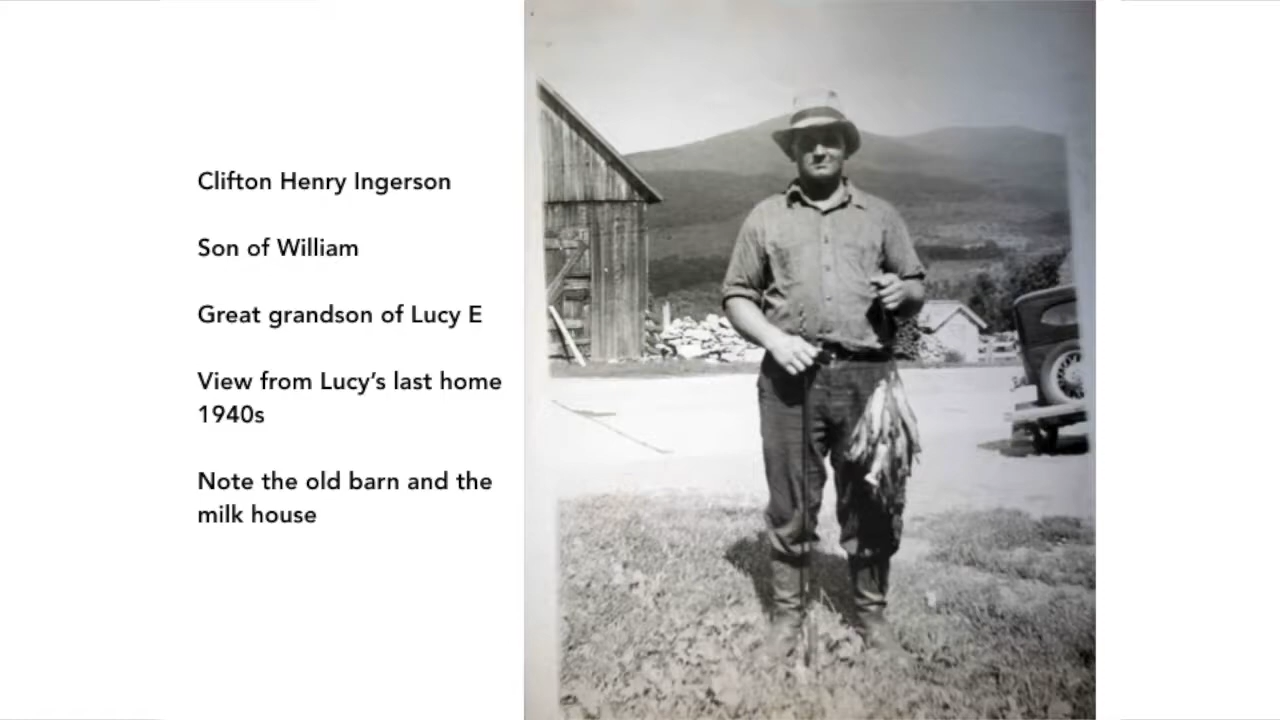 Clifton Henry Ingerson
Son of William
Great grandson of Lucy E
View from Lucy’s last home
1940s
Note the old barn and the
milk house